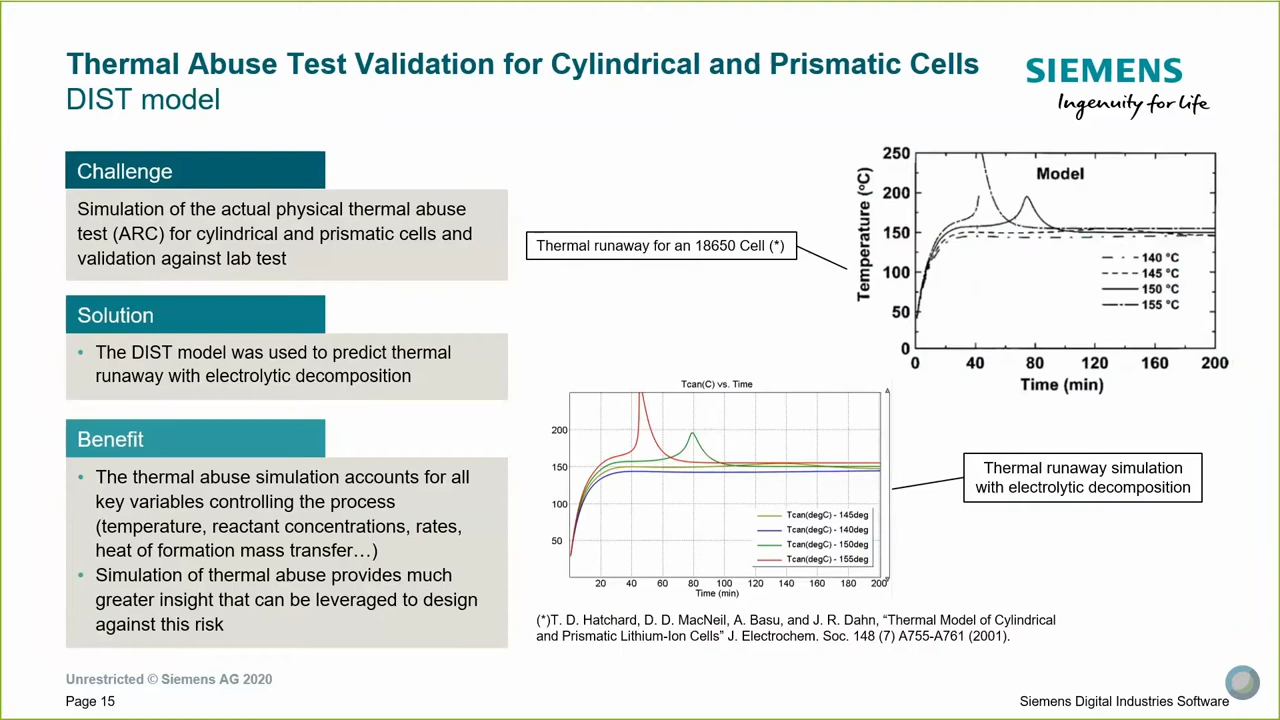 Thermal Abuse Test Validation for Cylindrical and Prismatic Cells
DIST model
SIEMENS
Ingenuity for life
Challenge
Simulation of the actual physical thermal abuse
test (ARC) for cylindrical and prismatic cells and
validation against lab test
Solution
• The DIST model was used to predict thermal
runaway with electrolytic decomposition
Benefit
• The thermal abuse simulation accounts for all
key variables controlling the process
(temperature, reactant concentrations, rates,
heat of formation mass transfer…)
• Simulation of thermal abuse provides much
greater insight that can be leveraged to design
against this risk
Thermal runaway for an 18650 Cell (*)
Temperature (°C)
250
200
150
100
50
0
Model
140 °C
145 °C
150 °C
155 °C
0 40 80 120 160 200
Time (min)
Tcan(C) vs. Time
200
150
100
50
Tcan(degC) - 145deg
Tcan(degC) - 140deg
Tcan(degC) - 150deg
Tcan(degC) - 155deg
20 40 60 80 100 120 140 160 180 200
Time (min)
Thermal runaway simulation
with electrolytic decomposition
(*)T. D. Hatchard, D. D. MacNeil, A. Basu, and J. R. Dahn, “Thermal Model of Cylindrical
and Prismatic Lithium-Ion Cells” J. Electrochem. Soc. 148 (7) A755-A761 (2001).
Unrestricted © Siemens AG 2020
Page 15
Siemens Digital Industries Software